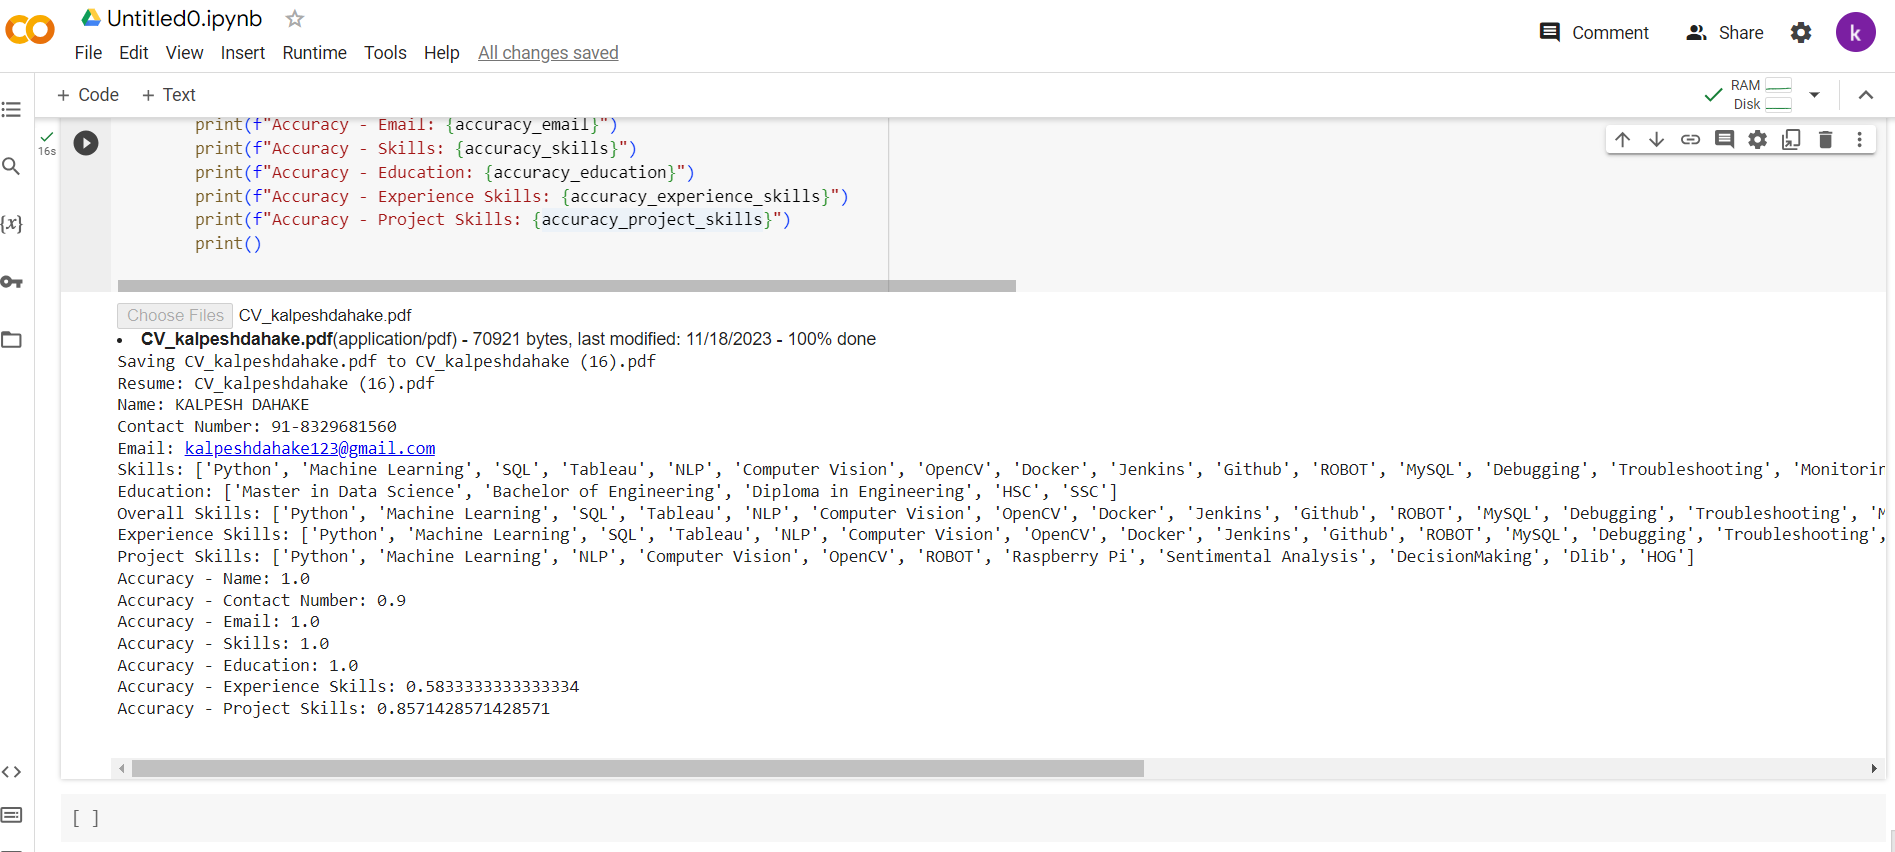 Untitled0.ipynb
File Edit View Insert Runtime Tools Help All changes saved
Comment Share k
+ Code + Text
RAM
Disk
16s
{x}
print(f"Accuracy - Email: {accuracy_email}")
print(f"Accuracy - Skills: {accuracy_skills}")
print(f"Accuracy - Education: {accuracy_education}")
print(f"Accuracy - Experience Skills: {accuracy_experience_skills}")
print(f"Accuracy - Project Skills: {accuracy_project_skills}")
print()
Choose Files CV_kalpeshdahake.pdf
• CV_kalpeshdahake.pdf(application/pdf) - 70921 bytes, last modified: 11/18/2023 - 100% done
Saving CV_kalpeshdahake.pdf to CV_kalpeshdahake (16).pdf
Resume: CV_kalpeshdahake (16).pdf
Name: KALPESH DAHAKE
Contact Number: 91-8329681560
Email: kalpeshdahake123@gmail.com
Skills: ['Python', 'Machine Learning', 'SQL', 'Tableau', 'NLP', 'Computer Vision', 'OpenCV', 'Docker', 'Jenkins', 'Github', 'ROBOT', 'MySQL', 'Debugging', 'Troubleshooting', 'Monitorin
Education: ['Master in Data Science', 'Bachelor of Engineering', 'Diploma in Engineering', 'HSC', 'SSC']
Overall Skills: ['Python', 'Machine Learning', 'SQL', 'Tableau', 'NLP', 'Computer Vision', 'OpenCV', 'Docker', 'Jenkins', 'Github', 'ROBOT', 'MySQL', 'Debugging', 'Troubleshooting', 'M
Experience Skills: ['Python', 'Machine Learning', 'SQL', 'Tableau', 'NLP', 'Computer Vision', 'OpenCV', 'Docker', 'Jenkins', 'Github', 'ROBOT', 'MySQL', 'Debugging', 'Troubleshooting',
Project Skills: ['Python', 'Machine Learning', 'NLP', 'Computer Vision', 'OpenCV', 'ROBOT', 'Raspberry Pi', 'Sentimental Analysis', 'DecisionMaking', 'Dlib', 'HOG']
Accuracy - Name: 1.0
Accuracy - Contact Number: 0.9
Accuracy - Email: 1.0
Accuracy - Skills: 1.0
Accuracy - Education: 1.0
Accuracy - Experience Skills: 0.5833333333333334
Accuracy - Project Skills: 0.8571428571428571
[ ]